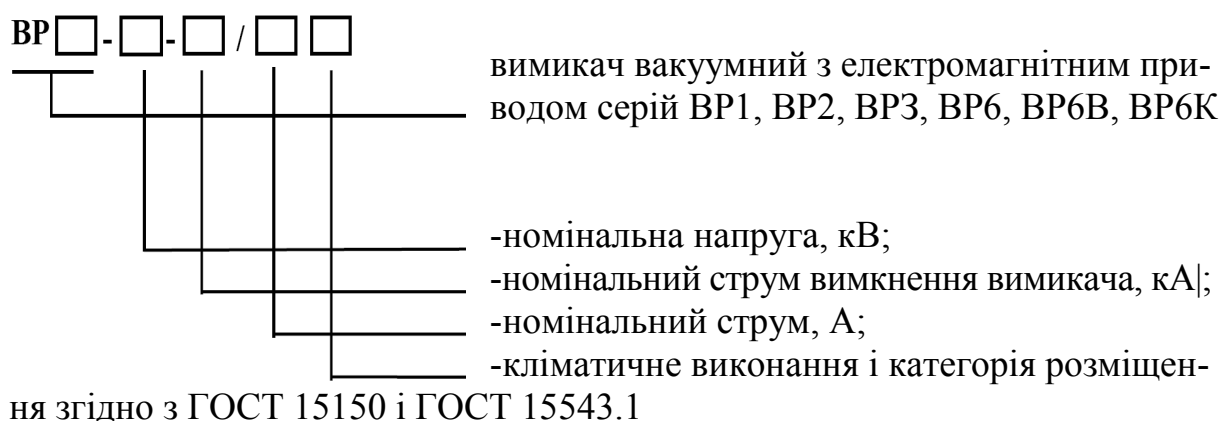 ВР□-□-□ / □ □
вимикач вакуумний з електромагнітним при-
водом серій ВР1, ВР2, ВР3, ВР6, ВР6В, ВР6К
-номінальна напруга, кВ;
-номінальний струм вимкнення вимикача, кА|;
-номінальний струм, А;
-кліматичне виконання і категорія розміщен-
ня згідно з ГОСТ 15150 і ГОСТ 15543.1